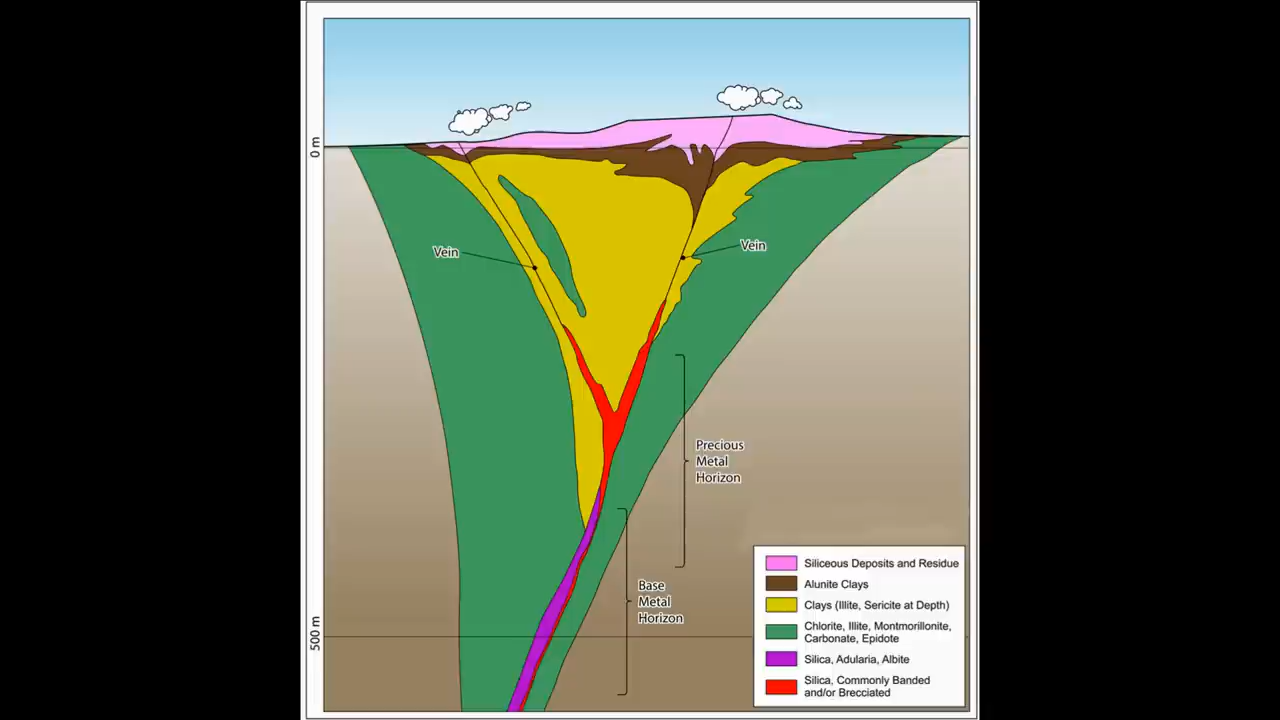 0 m
Vein
Vein
Precious
Metal
Horizon
Base
Metal
Horizon
500 m
Siliceous Deposits and Residue
Alunite Clays
Clays (Illite, Sericite at Depth)
Chlorite, Illite, Montmorillonite,
Carbonate, Epidote
Silica, Adularia, Albite
Silica, Commonly Banded
and/or Brecciated